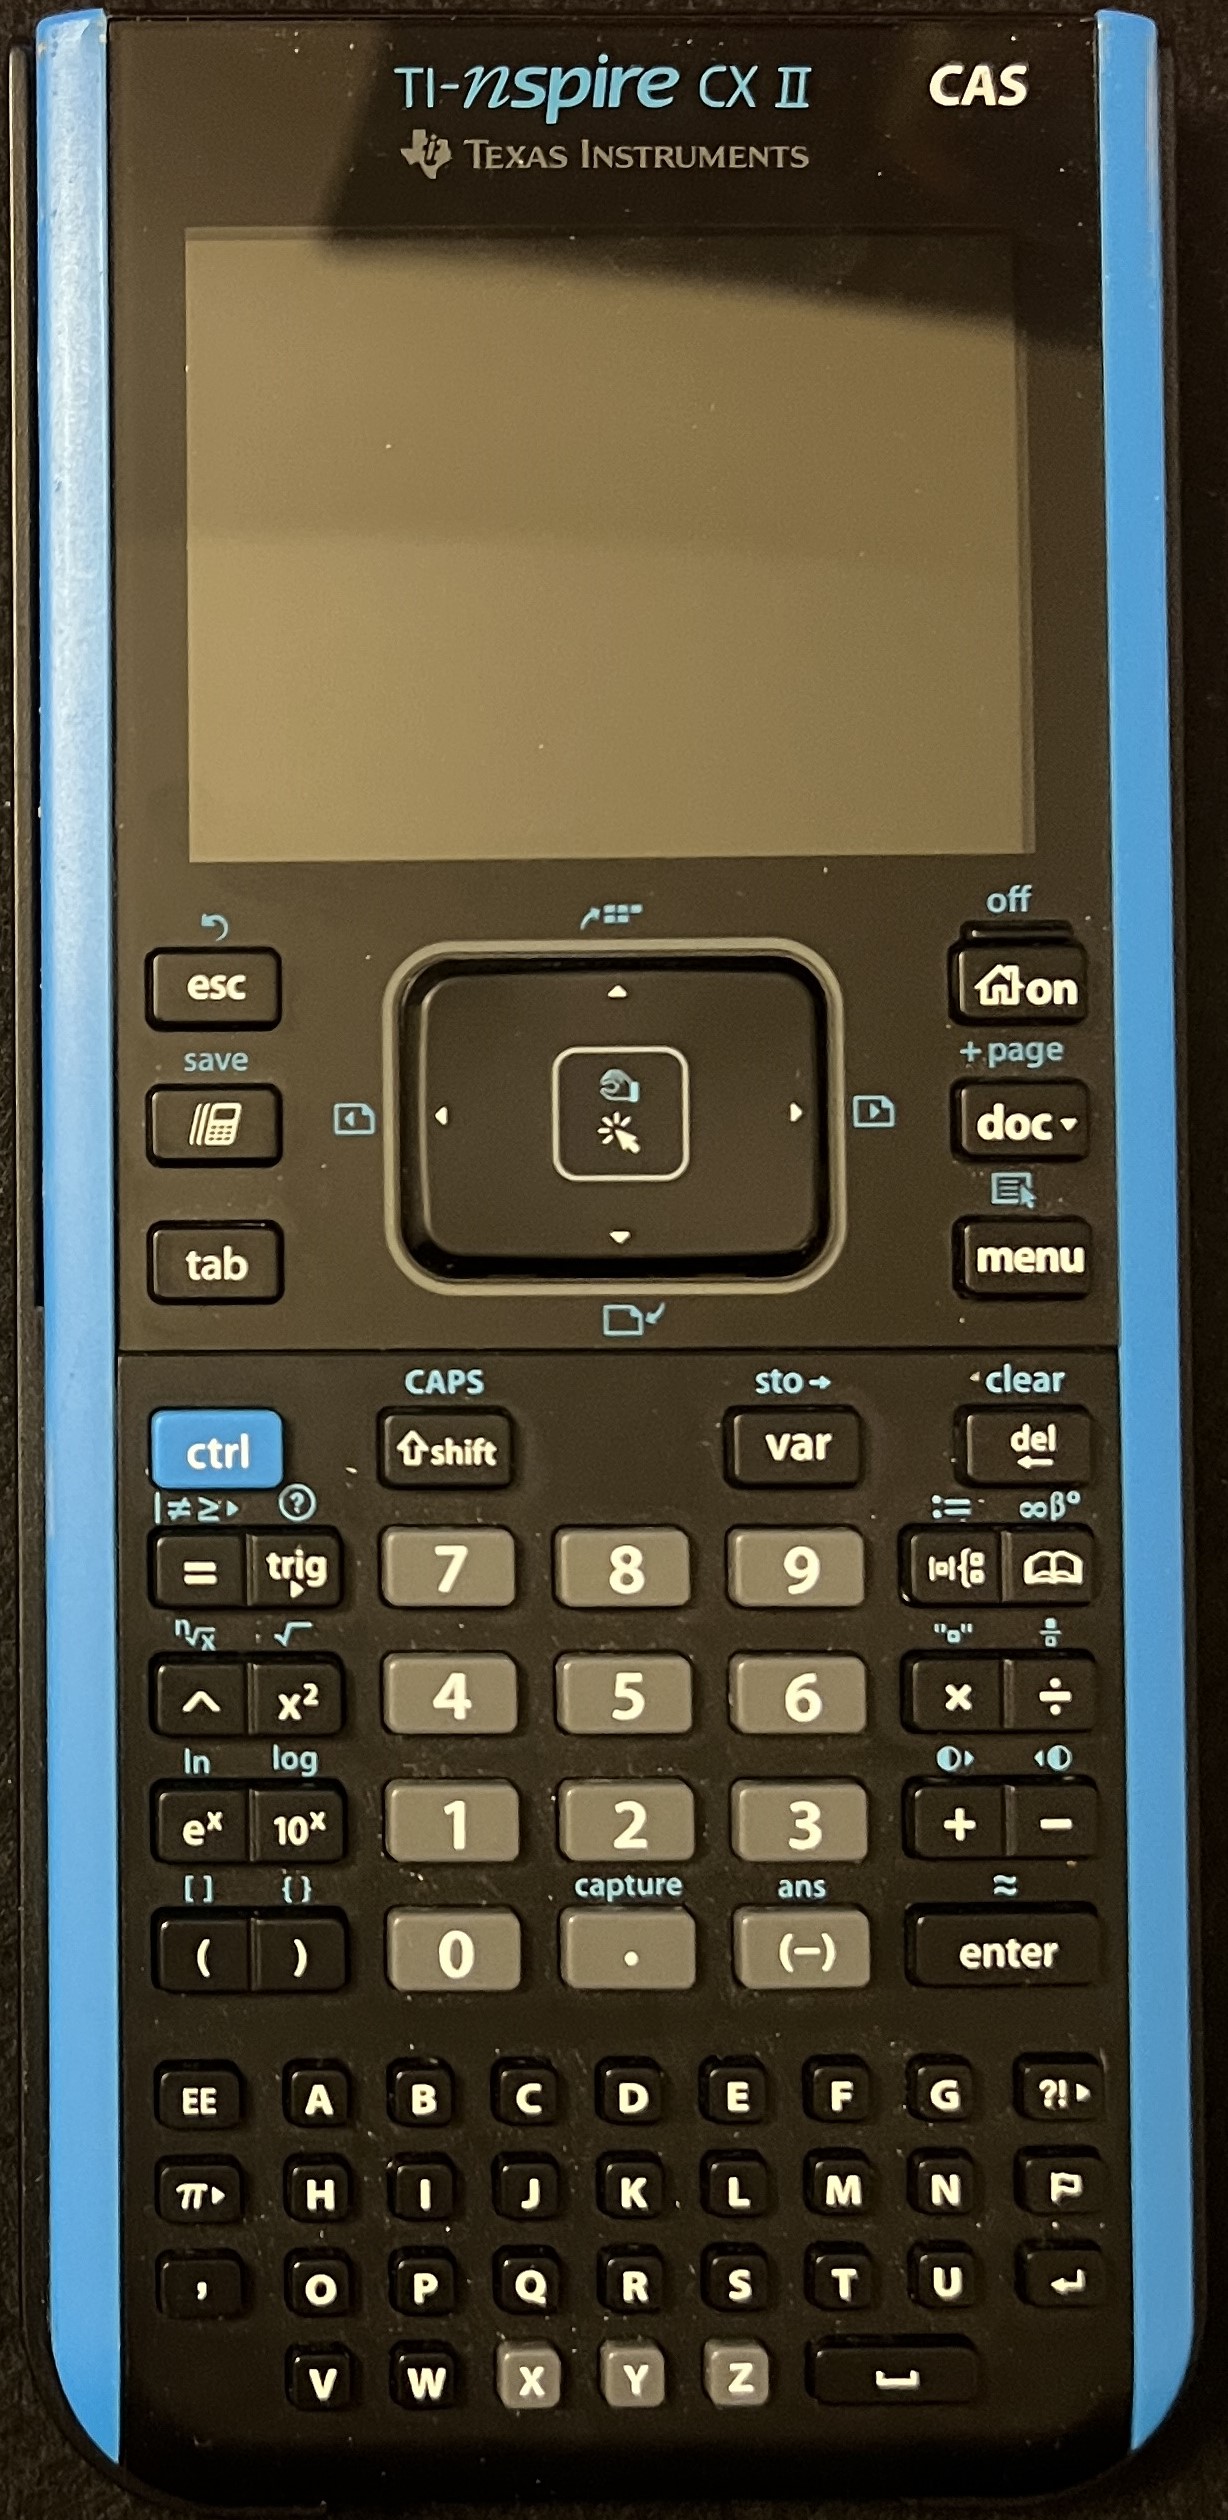 TI-nspire CX II CAS
TEXAS INSTRUMENTS
off
esc on
save + page
doc
tab menu
CAPS sto→ clear
ctrl ⇧shift var del
|≠≥▸ ? := ∞β°
= trig 7 8 9
ⁿ√x √ "▫"
^ x² 4 5 6 × ÷
ln log
eˣ 10ˣ 1 2 3 + −
[ ] { } capture ans ≈
( ) 0 . (−) enter
EE A B C D E F G ?!▸
π▸ H I J K L M N
, O P Q R S T U ↵
V W X Y Z ⎵